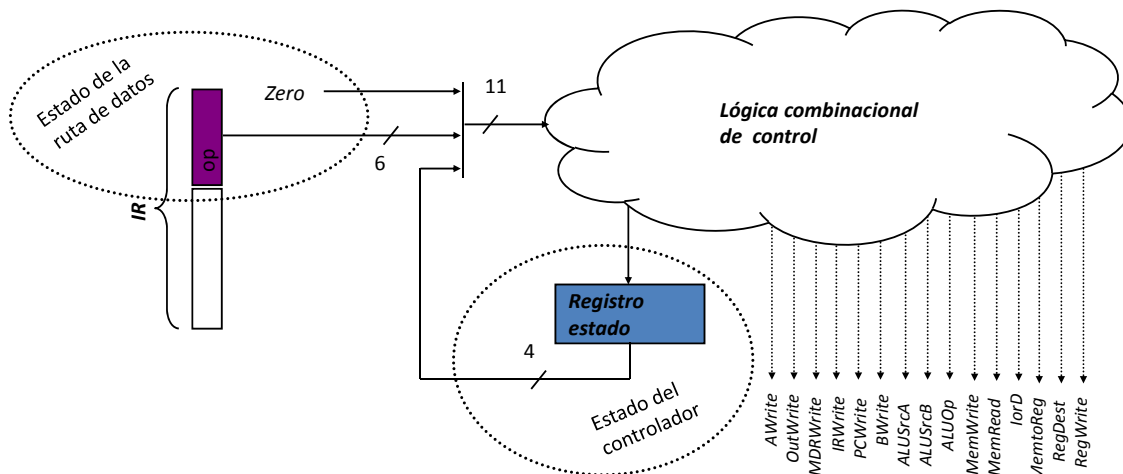 Estado de la
ruta de datos
Zero
11
6
op
IR
Lógica combinacional
de control
Registro
estado
4
Estado del
controlador
AWrite
OutWrite
MDRWrite
IRWrite
PCWrite
BWrite
ALUSrcA
ALUSrcB
ALUOp
MemWrite
MemRead
IorD
MemtoReg
RegDest
RegWrite